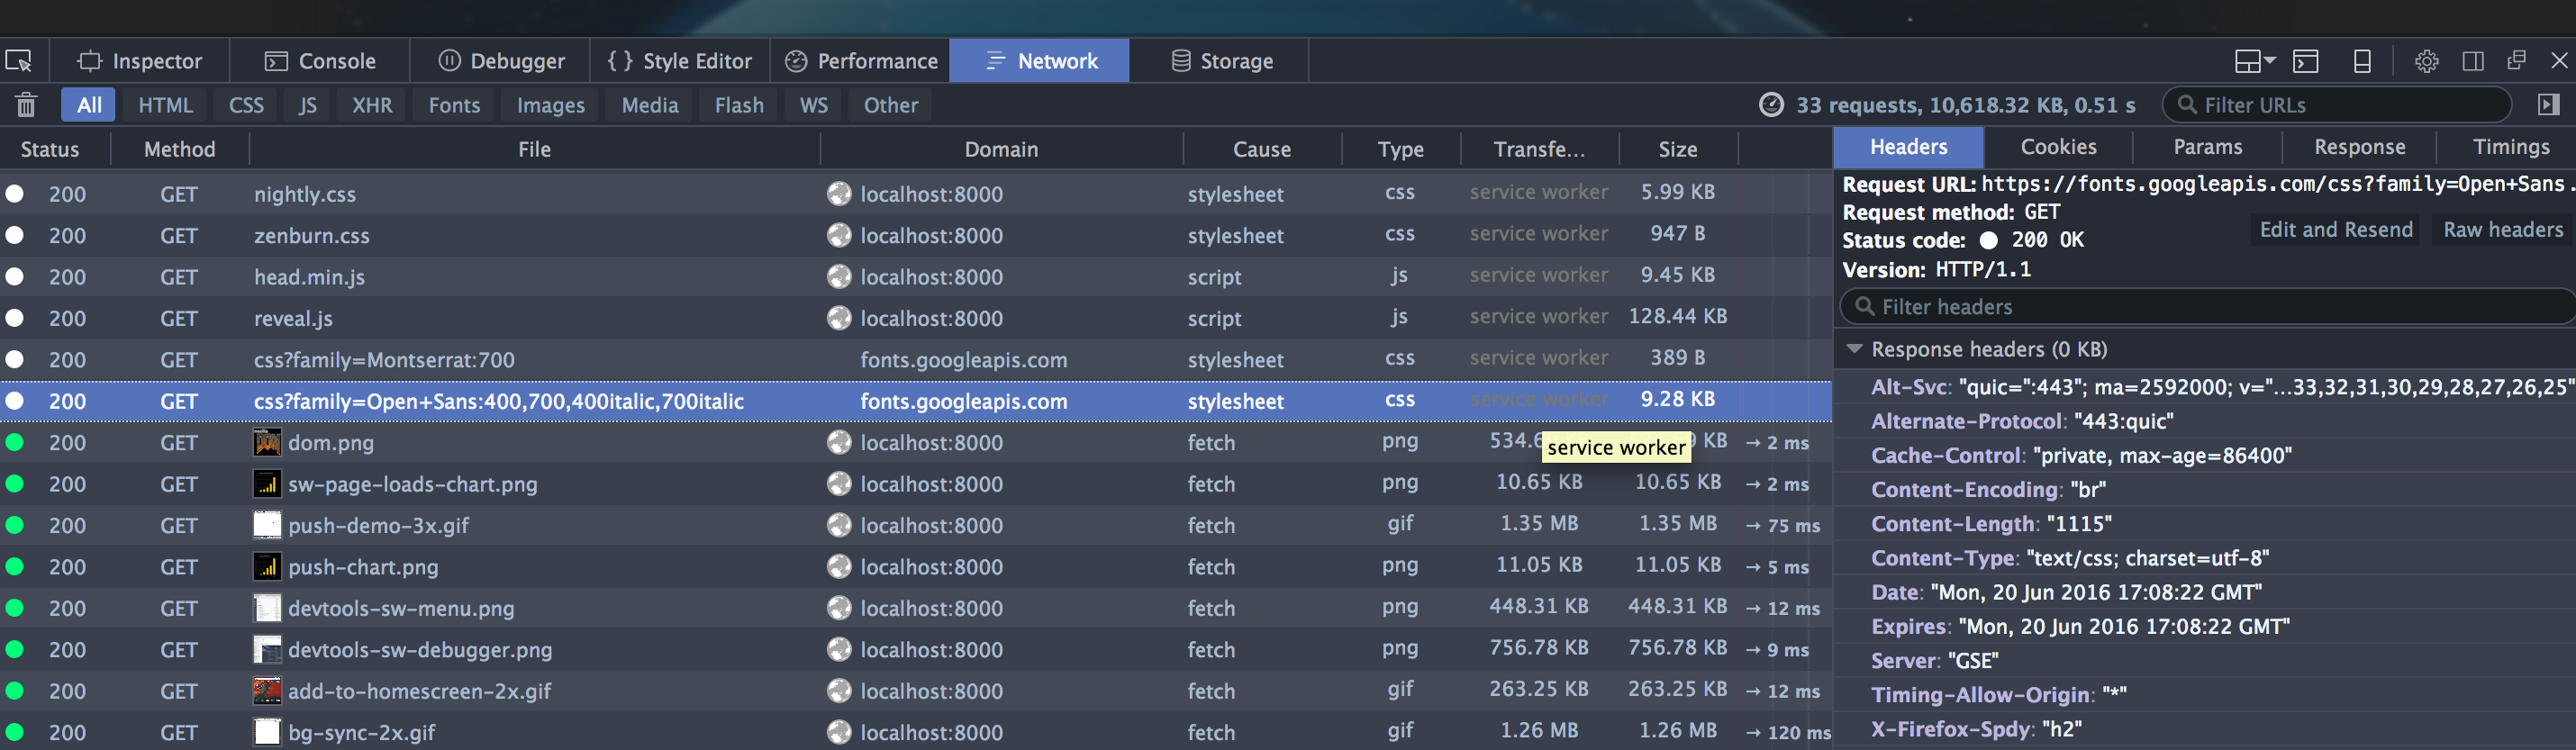 Inspector Console Debugger { } Style Editor Performance Network Storage
All HTML CSS JS XHR Fonts Images Media Flash WS Other 33 requests, 10,618.32 KB, 0.51 s Filter URLs
Status Method File Domain Cause Type Transfe... Size
200 GET nightly.css localhost:8000 stylesheet css service worker 5.99 KB
200 GET zenburn.css localhost:8000 stylesheet css service worker 947 B
200 GET head.min.js localhost:8000 script js service worker 9.45 KB
200 GET reveal.js localhost:8000 script js service worker 128.44 KB
200 GET css?family=Montserrat:700 fonts.googleapis.com stylesheet css service worker 389 B
200 GET css?family=Open+Sans:400,700,400italic,700italic fonts.googleapis.com stylesheet css service worker 9.28 KB
200 GET dom.png localhost:8000 fetch png 534.6 KB → 2 ms
service worker
200 GET sw-page-loads-chart.png localhost:8000 fetch png 10.65 KB 10.65 KB → 2 ms
200 GET push-demo-3x.gif localhost:8000 fetch gif 1.35 MB 1.35 MB → 75 ms
200 GET push-chart.png localhost:8000 fetch png 11.05 KB 11.05 KB → 5 ms
200 GET devtools-sw-menu.png localhost:8000 fetch png 448.31 KB 448.31 KB → 12 ms
200 GET devtools-sw-debugger.png localhost:8000 fetch png 756.78 KB 756.78 KB → 9 ms
200 GET add-to-homescreen-2x.gif localhost:8000 fetch gif 263.25 KB 263.25 KB → 12 ms
200 GET bg-sync-2x.gif localhost:8000 fetch gif 1.26 MB 1.26 MB → 120 ms
Headers Cookies Params Response Timings
Request URL: https://fonts.googleapis.com/css?family=Open+Sans
Request method: GET
Edit and Resend Raw headers
Status code: 200 OK
Version: HTTP/1.1
Filter headers
Response headers (0 KB)
Alt-Svc: "quic=":443"; ma=2592000; v="...33,32,31,30,29,28,27,26,25"
Alternate-Protocol: "443:quic"
Cache-Control: "private, max-age=86400"
Content-Encoding: "br"
Content-Length: "1115"
Content-Type: "text/css; charset=utf-8"
Date: "Mon, 20 Jun 2016 17:08:22 GMT"
Expires: "Mon, 20 Jun 2016 17:08:22 GMT"
Server: "GSE"
Timing-Allow-Origin: "*"
X-Firefox-Spdy: "h2"